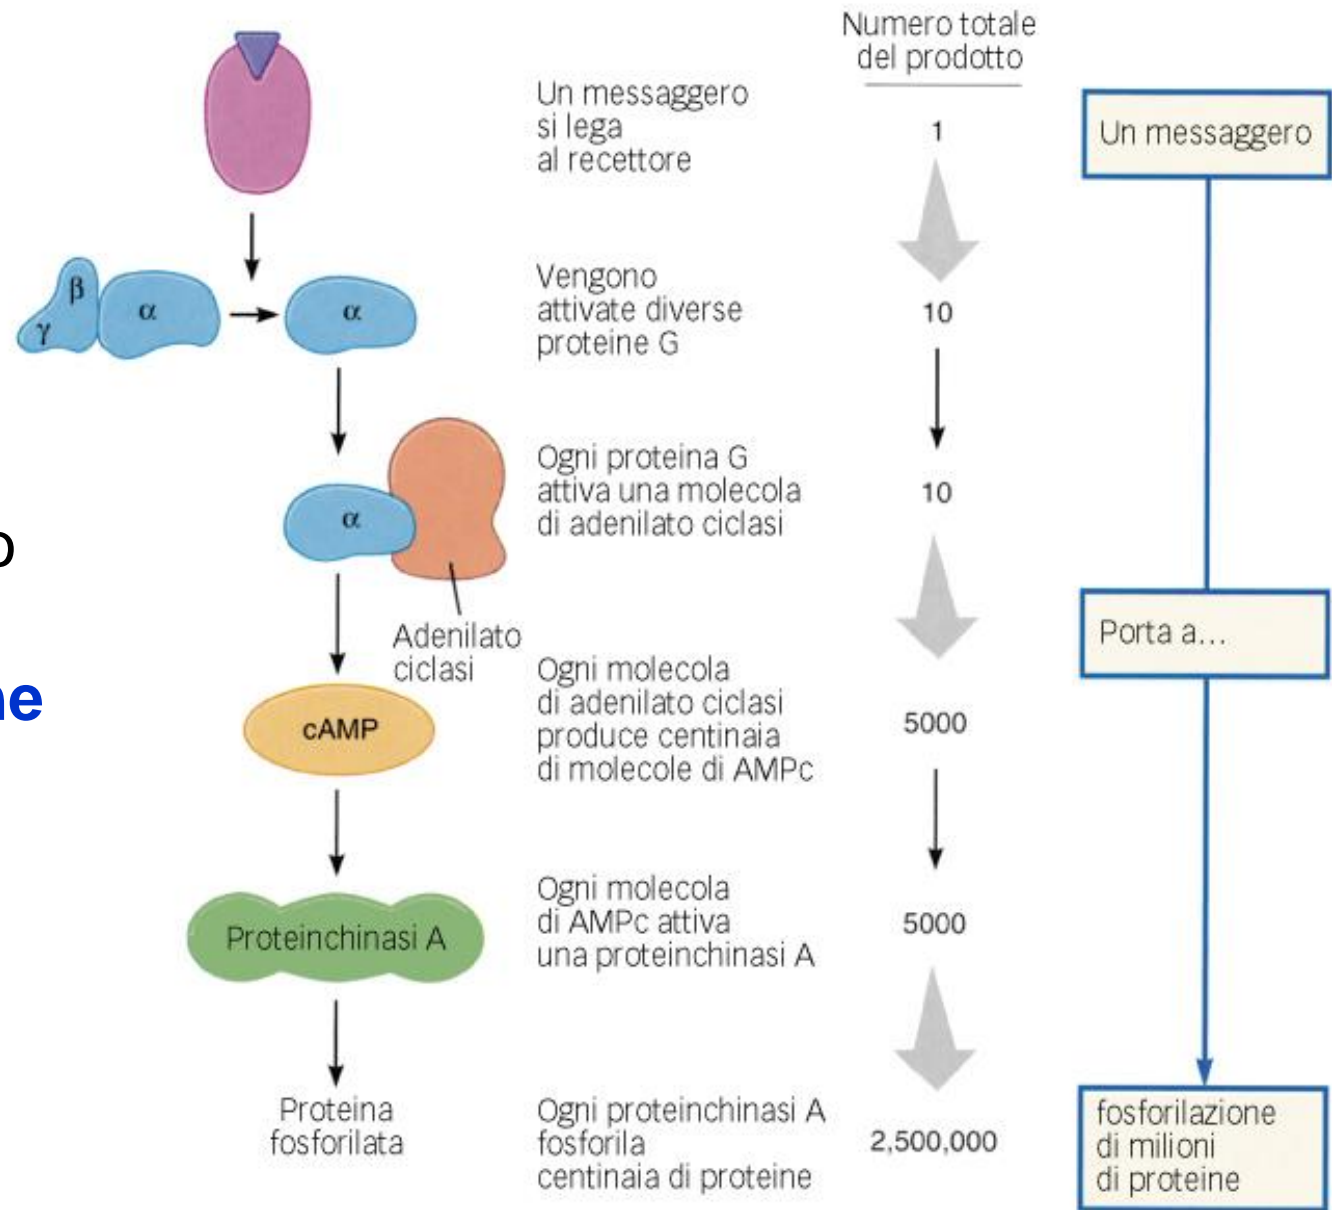 Numero totale
del prodotto
Un messaggero
si lega
al recettore
1
Un messaggero
β
γ
α
α
Vengono
attivate diverse
proteine G
10
α
Ogni proteina G
attiva una molecola
di adenilato ciclasi
10
o
ne
Adenilato
ciclasi
Porta a...
cAMP
Ogni molecola
di adenilato ciclasi
produce centinaia
di molecole di AMPc
5000
Proteinchinasi A
Ogni molecola
di AMPc attiva
una proteinchinasi A
5000
Proteina
fosforilata
Ogni proteinchinasi A
fosforila
centinaia di proteine
2,500,000
fosforilazione
di milioni
di proteine